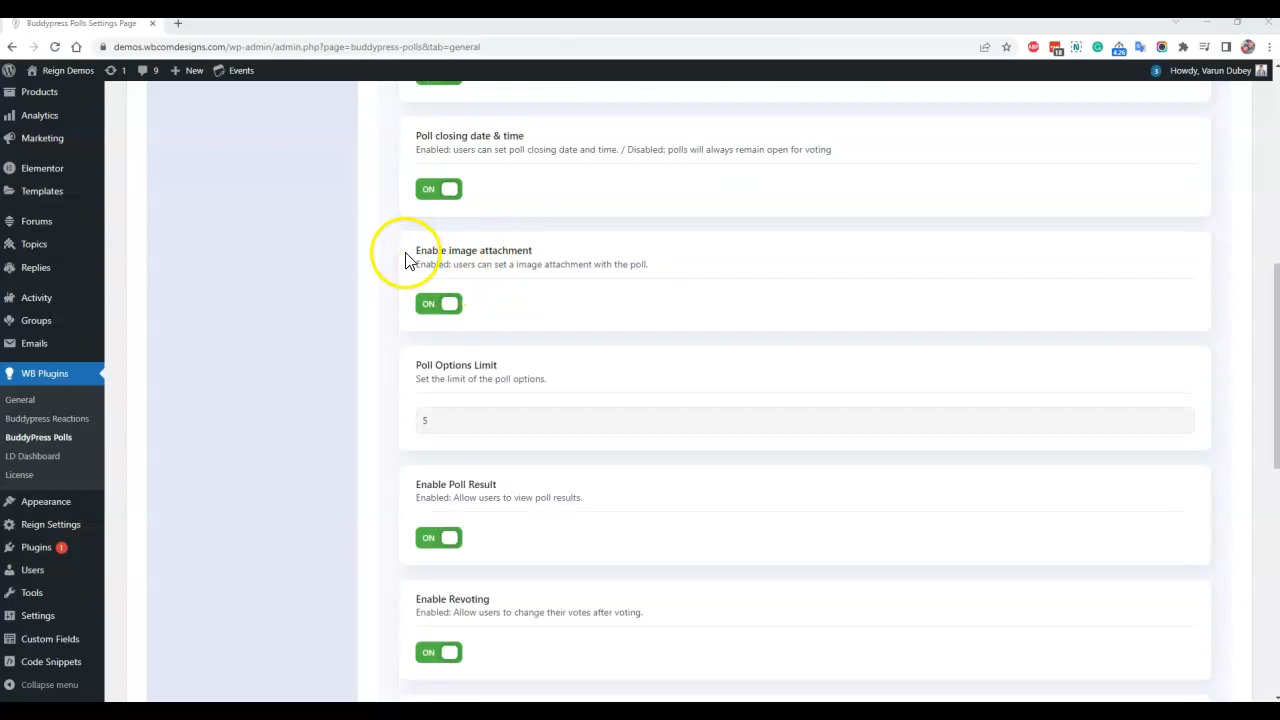 Buddypress Polls Settings Page
demos.wbcomdesigns.com/wp-admin/admin.php?page=buddypress-polls&tab=general
18
4.26
Reign Demos 1 9 New Events
3 Howdy, Varun Dubey
Products
Analytics
Marketing
Elementor
Templates
Forums
Topics
Replies
Activity
Groups
Emails
WB Plugins
General
Buddypress Reactions
BuddyPress Polls
LD Dashboard
License
Appearance
Reign Settings
Plugins 1
Users
Tools
Settings
Custom Fields
Code Snippets
Collapse menu
Poll closing date & time
Enabled: users can set poll closing date and time. / Disabled: polls will always remain open for voting
ON
Enable image attachment
Enabled: users can set a image attachment with the poll.
ON
Poll Options Limit
Set the limit of the poll options.
5
Enable Poll Result
Enabled: Allow users to view poll results.
ON
Enable Revoting
Enabled: Allow users to change their votes after voting.
ON